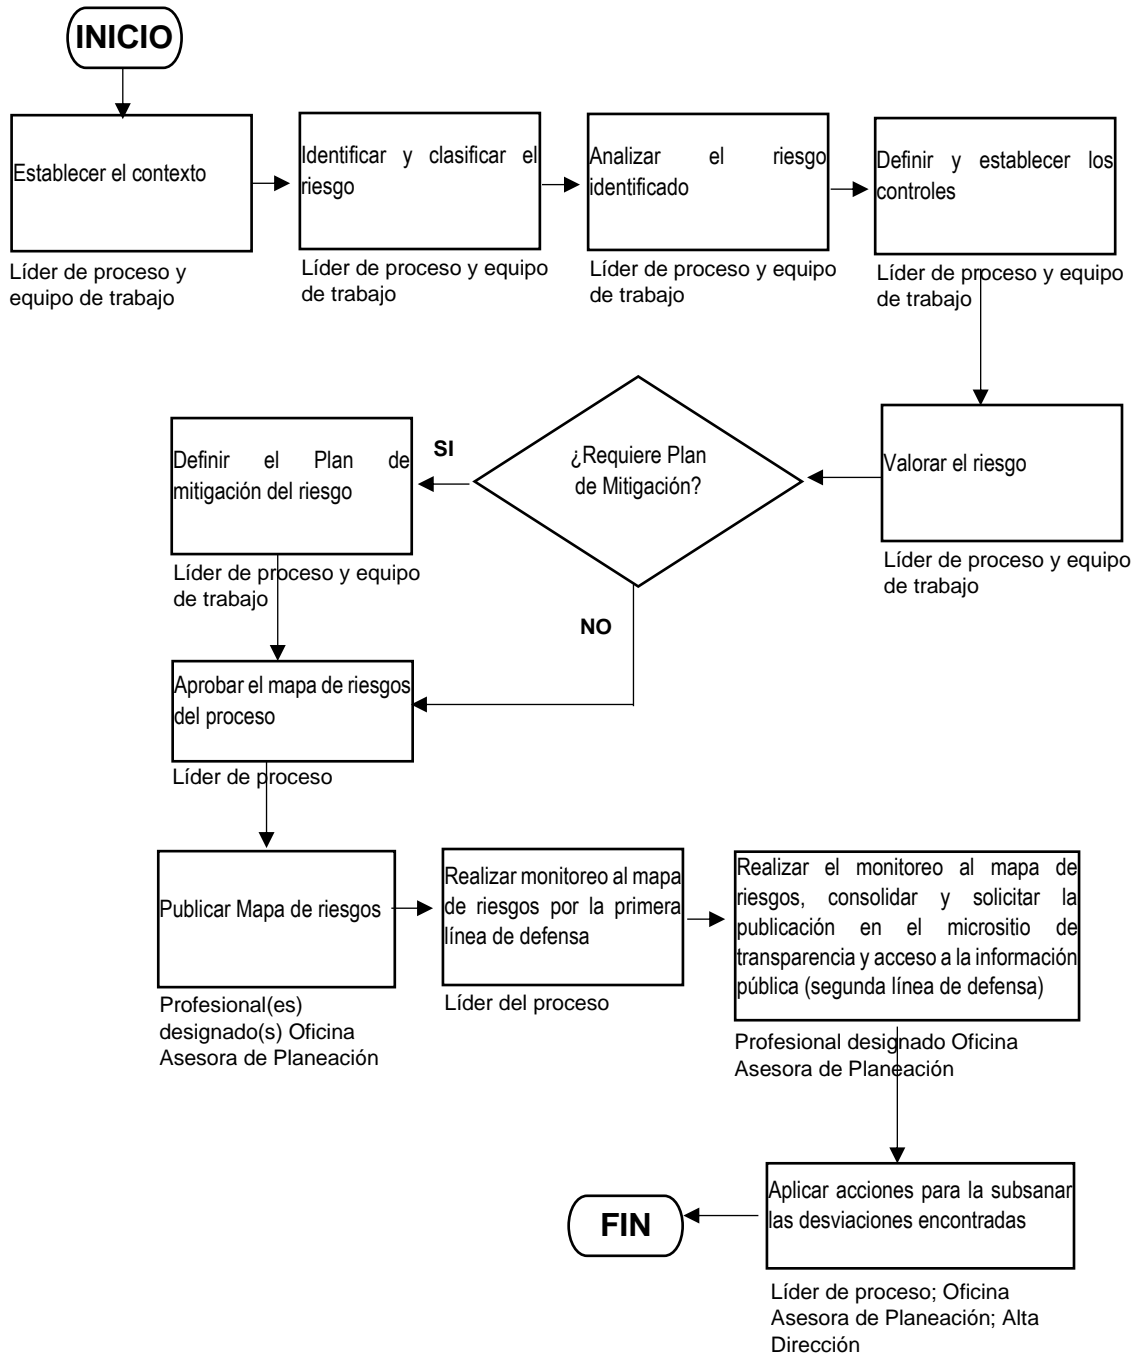 INICIO
Establecer el contexto
Líder de proceso y
equipo de trabajo
Identificar y clasificar el
riesgo
Líder de proceso y equipo
de trabajo
Analizar el riesgo
identificado
Líder de proceso y equipo
de trabajo
Definir y establecer los
controles
Líder de proceso y equipo
de trabajo
Valorar el riesgo
Líder de proceso y equipo
de trabajo
¿Requiere Plan
de Mitigación?
SI
Definir el Plan de
mitigación del riesgo
Líder de proceso y equipo
de trabajo
NO
Aprobar el mapa de riesgos
del proceso
Líder de proceso
Publicar Mapa de riesgos
Profesional(es)
designado(s) Oficina
Asesora de Planeación
Realizar monitoreo al mapa
de riesgos por la primera
línea de defensa
Líder del proceso
Realizar el monitoreo al mapa de
riesgos, consolidar y solicitar la
publicación en el micrositio de
transparencia y acceso a la información
pública (segunda línea de defensa)
Profesional designado Oficina
Asesora de Planeación
Aplicar acciones para la subsanar
las desviaciones encontradas
Líder de proceso; Oficina
Asesora de Planeación; Alta
Dirección
FIN